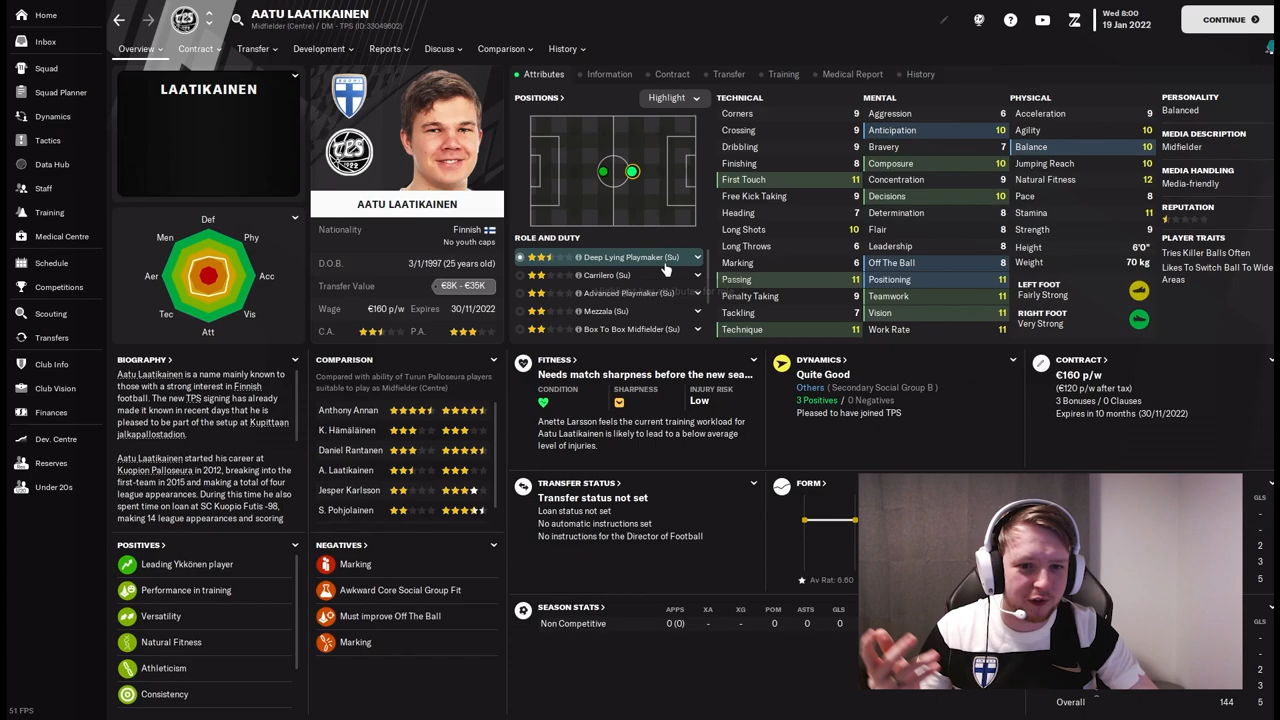 Home
Inbox
Squad
Squad Planner
Dynamics
Tactics
Data Hub
Staff
Training
Medical Centre
Schedule
Competitions
Scouting
Transfers
Club Info
Club Vision
Finances
Dev. Centre
Reserves
Under 20s
51 FPS
AATU LAATIKAINEN
Midfielder (Centre) / DM - TPS (ID:33049602)
Wed 8:00
19 Jan 2022
CONTINUE
Overview
Contract
Transfer
Development
Reports
Discuss
Comparison
History
LAATIKAINEN
Def
Men
Phy
Aer
Acc
Tec
Vis
Att
SUOMI
TPS
1922
AATU LAATIKAINEN
Nationality Finnish
No youth caps
D.O.B. 3/1/1997 (25 years old)
Transfer Value €8K - €35K
Wage €160 p/w Expires 30/11/2022
C.A. P.A.
Attributes
Information
Contract
Transfer
Training
Medical Report
History
POSITIONS >
Highlight
ROLE AND DUTY
Deep Lying Playmaker (Su)
Carrilero (Su)
Advanced Playmaker (Su)
Mezzala (Su)
Box To Box Midfielder (Su)
TECHNICAL
Corners 9
Crossing 9
Dribbling 9
Finishing 8
First Touch 11
Free Kick Taking 9
Heading 7
Long Shots 10
Long Throws 6
Marking 6
Passing 11
Penalty Taking 9
Tackling 7
Technique 11
MENTAL
Aggression 6
Anticipation 10
Bravery 7
Composure 10
Concentration 9
Decisions 10
Determination 8
Flair 8
Leadership 8
Off The Ball 8
Positioning 11
Teamwork 11
Vision 11
Work Rate 11
PHYSICAL
Acceleration 9
Agility 10
Balance 10
Jumping Reach 10
Natural Fitness 12
Pace 8
Stamina 11
Strength 9
Height 6'0"
Weight 70 kg
LEFT FOOT
Fairly Strong
RIGHT FOOT
Very Strong
PERSONALITY
Balanced
MEDIA DESCRIPTION
Midfielder
MEDIA HANDLING
Media-friendly
REPUTATION
PLAYER TRAITS
Tries Killer Balls Often
Likes To Switch Ball To Wide
Areas
BIOGRAPHY >
Aatu Laatikainen is a name mainly known to
those with a strong interest in Finnish
football. The new TPS signing has already
made it known in recent days that he is
pleased to be part of the setup at Kupittaan
jalkapallostadion.
Aatu Laatikainen started his career at
Kuopion Palloseura in 2012, breaking into the
first-team in 2015 and making a total of four
league appearances. During this time he also
spent time on loan at SC Kuopio Futis -98,
making 14 league appearances and scoring
COMPARISON
Compared with ability of Turun Palloseura players
suitable to play as Midfielder (Centre)
Anthony Annan
K. Hämäläinen
Daniel Rantanen
A. Laatikainen
Jesper Karlsson
S. Pohjolainen
POSITIVES >
Leading Ykkönen player
Performance in training
Versatility
Natural Fitness
Athleticism
Consistency
NEGATIVES >
Marking
Awkward Core Social Group Fit
Must improve Off The Ball
Marking
FITNESS >
Needs match sharpness before the new sea...
CONDITION SHARPNESS INJURY RISK
Low
Anette Larsson feels the current training workload for
Aatu Laatikainen is likely to lead to a below average
level of injuries.
DYNAMICS >
Quite Good
Others ( Secondary Social Group B )
3 Positives / 0 Negatives
Pleased to have joined TPS
CONTRACT >
€160 p/w
(€120 p/w after tax)
3 Bonuses / 0 Clauses
Expires in 10 months (30/11/2022)
TRANSFER STATUS >
Transfer status not set
Loan status not set
No automatic instructions set
No instructions for the Director of Football
FORM >
Av Rat: 6.60
SEASON STATS > APPS XA XG POM ASTS GLS
Non Competitive 0 (0) - - 0 0 0
GLS
-
-
2
3
5
GLS
-
-
-
2
3
Overall 144 5